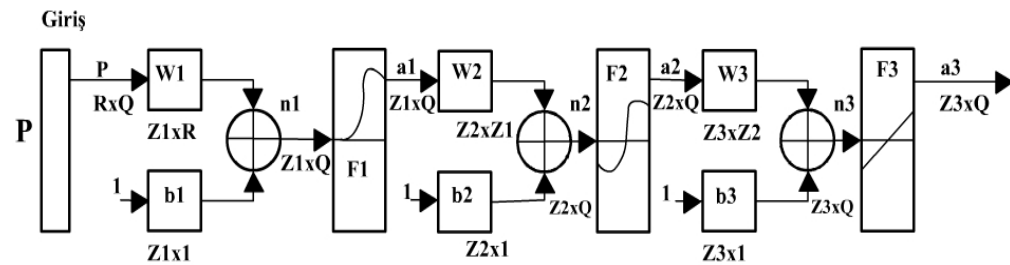 Giriş
P
P
RxQ
W1
Z1xR
1
b1
Z1x1
n1
Z1xQ
F1
a1
Z1xQ
W2
Z2xZ1
1
b2
Z2x1
n2
Z2xQ
F2
a2
Z2xQ
W3
Z3xZ2
1
b3
Z3x1
n3
Z3xQ
F3
a3
Z3xQ